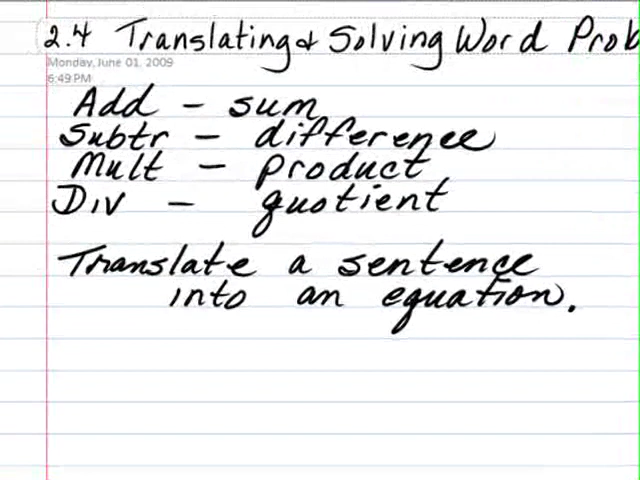 2.4 Translating & Solving Word Prob
Monday, June 01, 2009
6:49 PM
Add - sum
Subtr - difference
Mult - product
Div - quotient
Translate a sentence
into an equation.